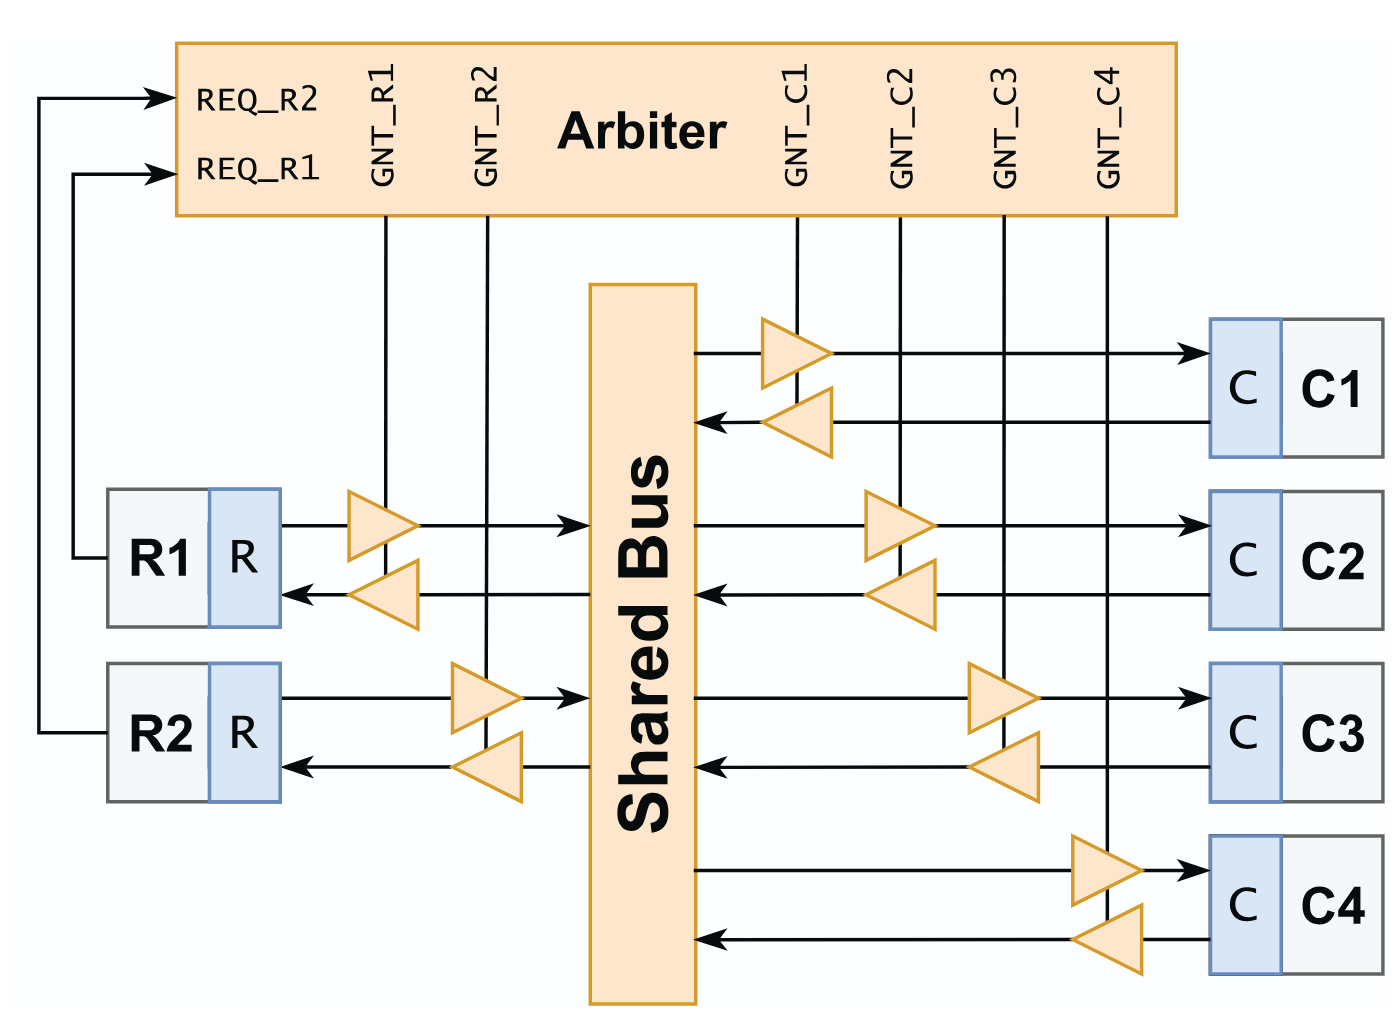 REQ_R2
REQ_R1
GNT_R1
GNT_R2
Arbiter
GNT_C1
GNT_C2
GNT_C3
GNT_C4
Shared Bus
R1 R
R2 R
C C1
C C2
C C3
C C4